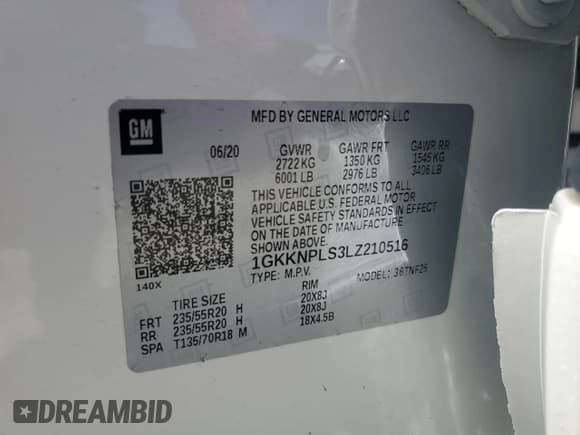 GM
MFD BY GENERAL MOTORS LLC
06/20 GVWR GAWR FRT GAWR RR
2722 KG 1350 KG 1545 KG
6001 LB 2976 LB 3406 LB
THIS VEHICLE CONFORMS TO ALL
APPLICABLE U.S. FEDERAL MOTOR
VEHICLE SAFETY STANDARDS IN EFFECT
ON THE DATE OF MANUFACTURE
SHOWN ABOVE.
1GKKNPLS3LZ210516
TYPE: M.P.V. MODEL: 36TNF26
140X
TIRE SIZE RIM
FRT 235/55R20 H 20X8J
RR 235/55R20 H 20X8J
SPA T135/70R18 M 18X4.5B
DREAMBID